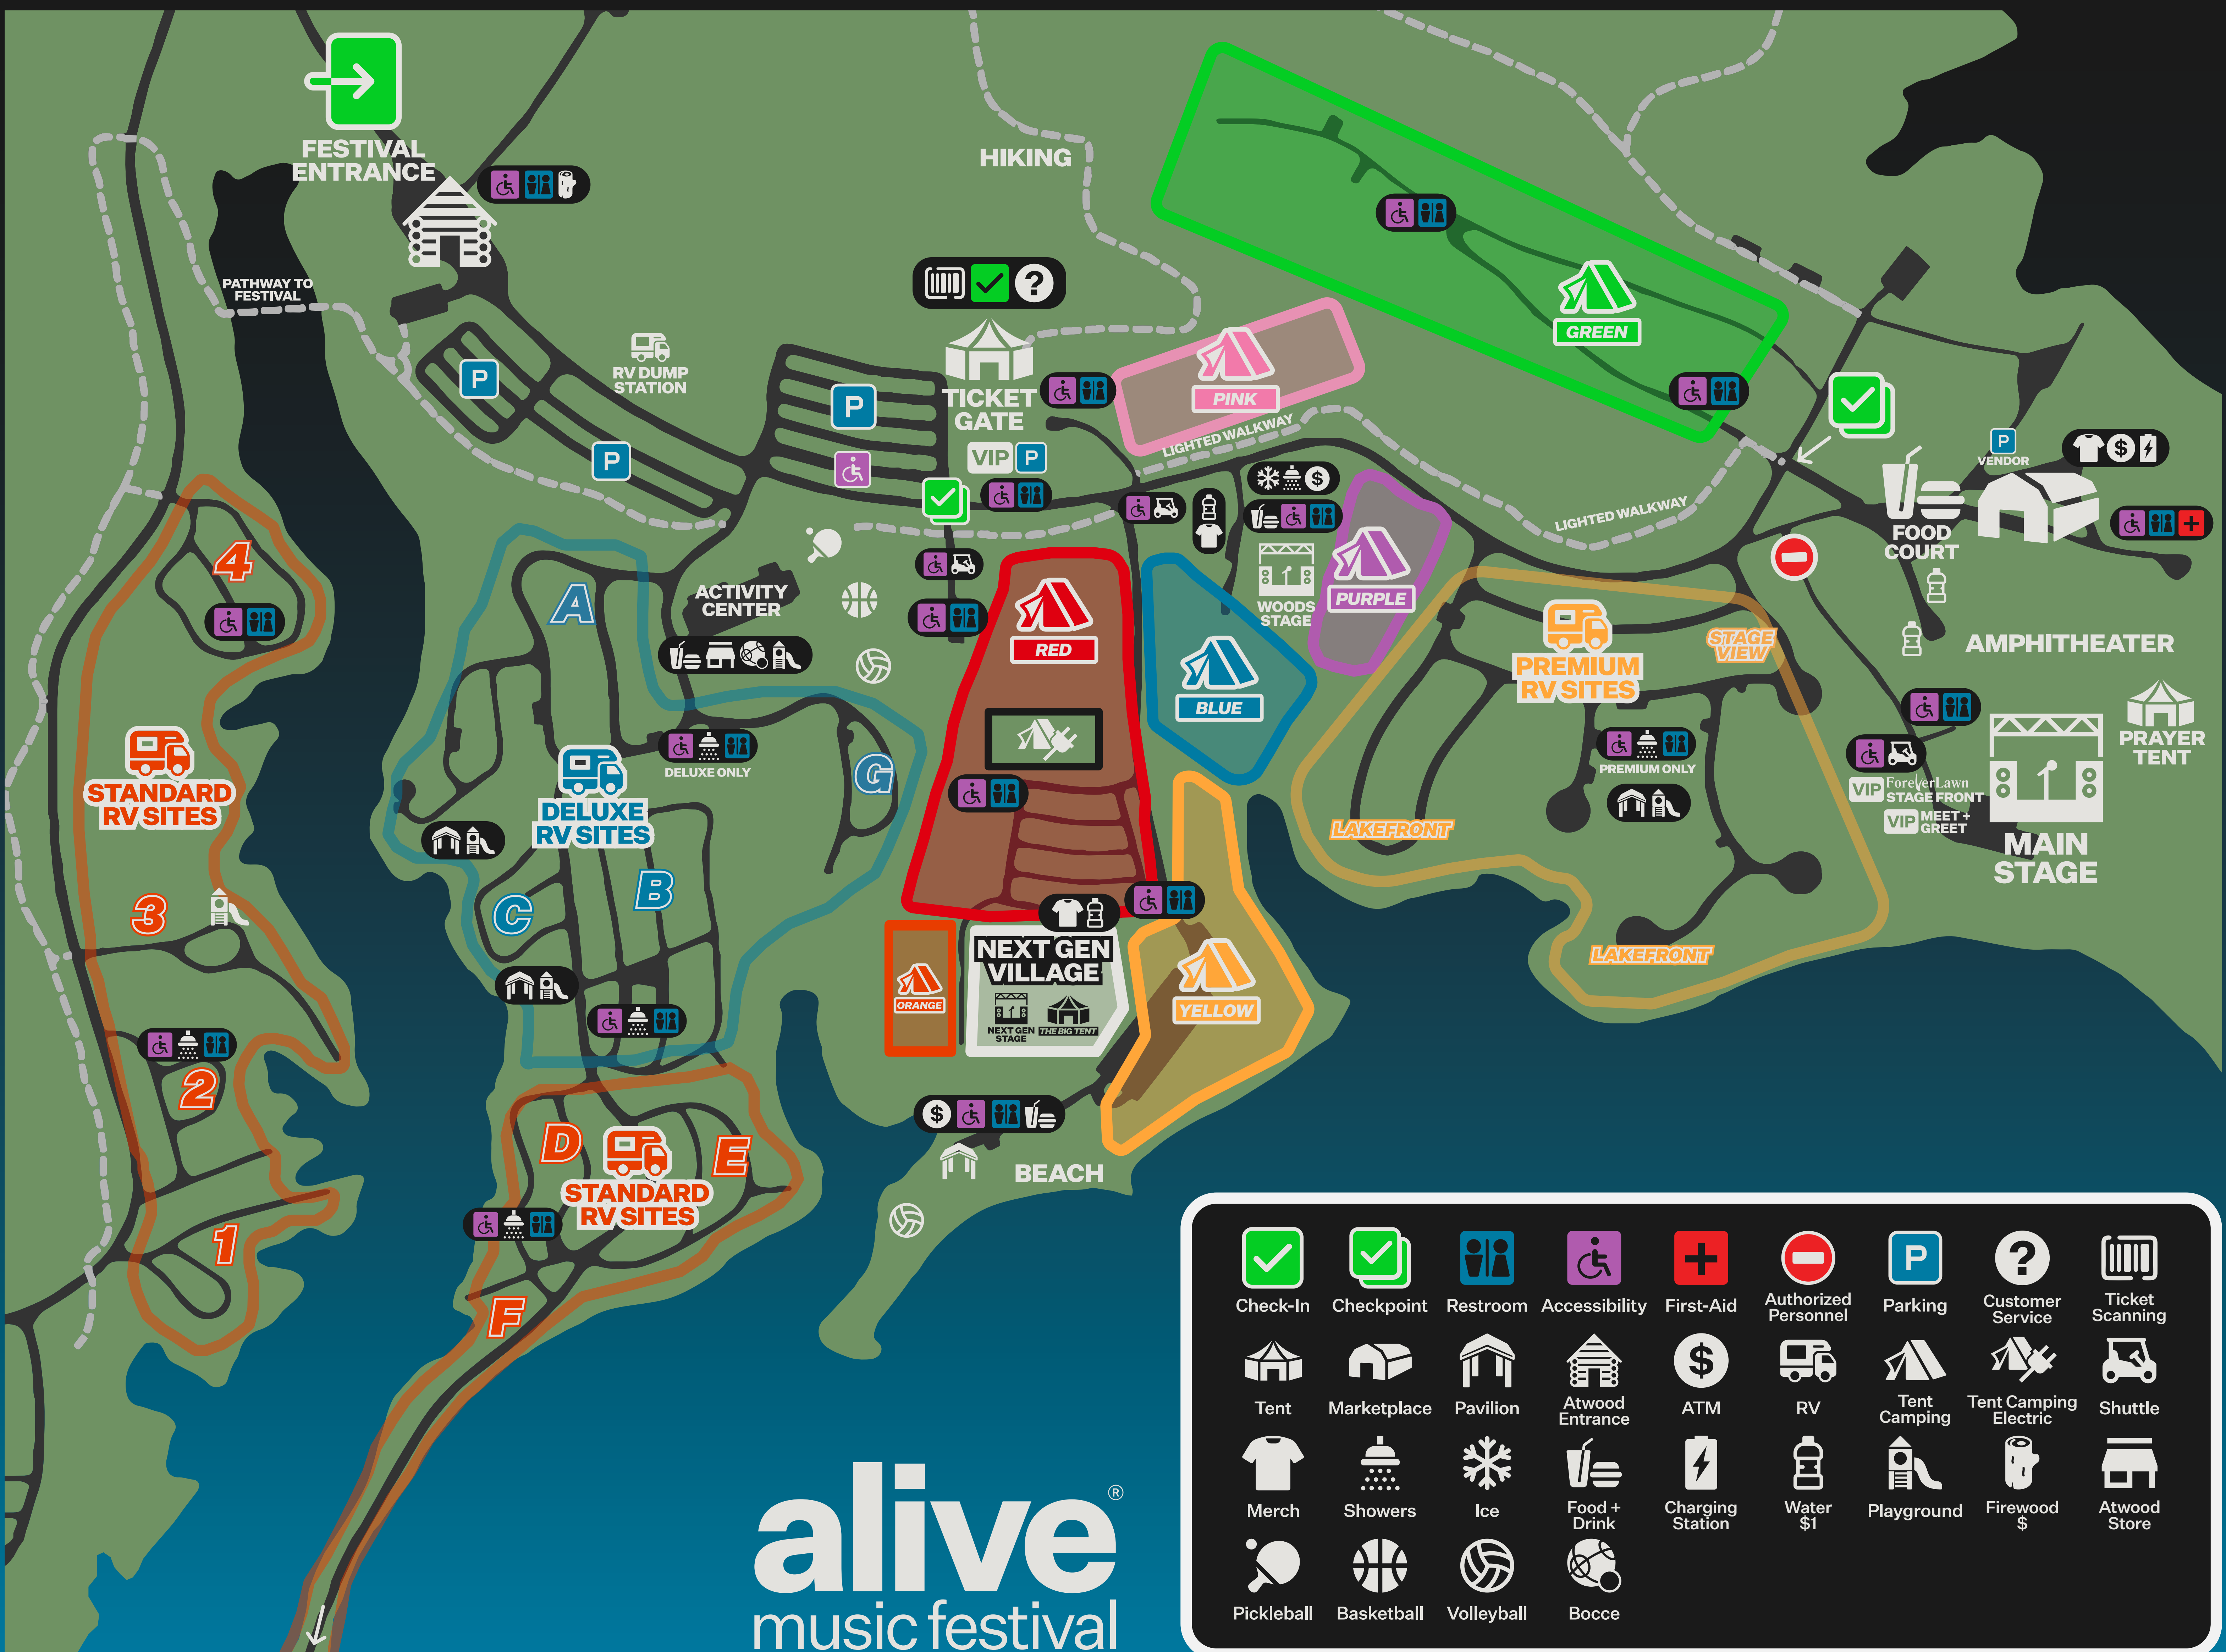 FESTIVAL
ENTRANCE
HIKING
PATHWAY TO
FESTIVAL
GREEN
RV DUMP
STATION
P
P
P
TICKET
GATE
VIP P
?
PINK
LIGHTED WALKWAY
LIGHTED WALKWAY
P
VENDOR
$
FOOD
COURT
4
A
ACTIVITY
CENTER
RED
$
WOODS
STAGE
PURPLE
BLUE
PREMIUM
RV SITES
STAGE
VIEW
AMPHITHEATER
PRAYER
TENT
STANDARD
RV SITES
DELUXE
RV SITES
DELUXE ONLY
G
PREMIUM ONLY
VIP ForeverLawn
STAGE FRONT
VIP MEET +
GREET
MAIN
STAGE
LAKEFRONT
LAKEFRONT
3
C
B
NEXT GEN
VILLAGE
NEXT GEN
STAGE
THE BIG TENT
ORANGE
YELLOW
2
D
E
STANDARD
RV SITES
$
BEACH
1
F
Check-In
Checkpoint
Restroom
Accessibility
First-Aid
Authorized
Personnel
P
Parking
?
Customer
Service
Ticket
Scanning
Tent
Marketplace
Pavilion
Atwood
Entrance
$
ATM
RV
Tent
Camping
Tent Camping
Electric
Shuttle
Merch
Showers
Ice
Food +
Drink
Charging
Station
Water
$1
Playground
Firewood
$
Atwood
Store
Pickleball
Basketball
Volleyball
Bocce
alive®
music festival